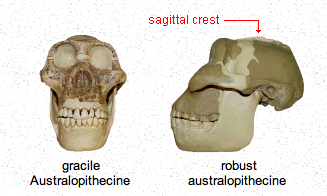 sagittal crest
gracile
Australopithecine
robust
australopithecine